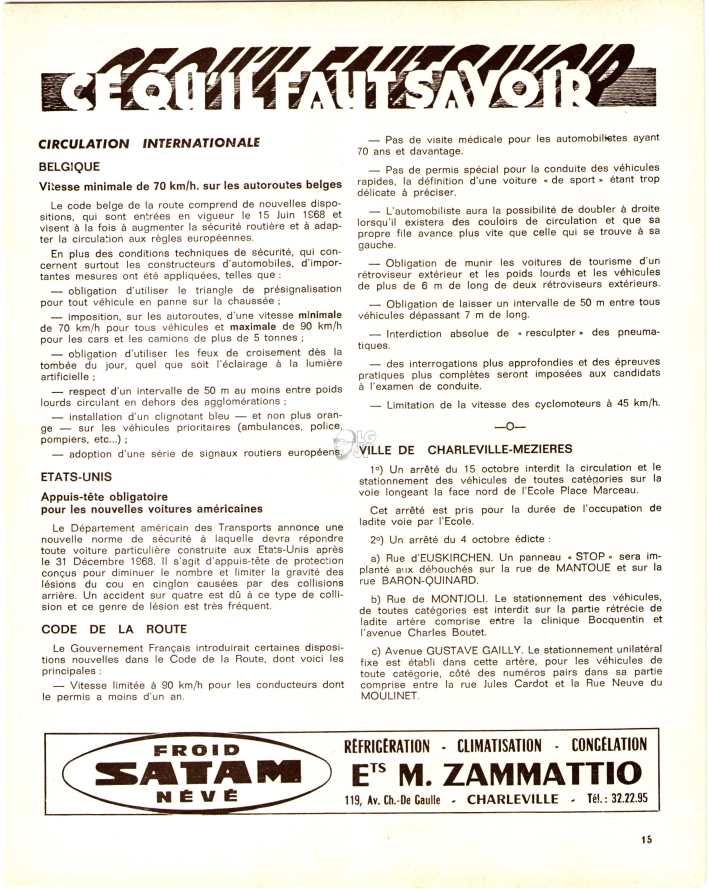 CE QU'IL FAUT SAVOIR
CIRCULATION INTERNATIONALE
BELGIQUE
Vitesse minimale de 70 km/h. sur les autoroutes belges
Le code belge de la route comprend de nouvelles dispo-
sitions, qui sont entrées en vigueur le 15 Juin 1968 et
visent à la fois à augmenter la sécurité routière et à adap-
ter la circulation aux règles européennes.
En plus des conditions techniques de sécurité, qui con-
cernent surtout les constructeurs d'automobiles, d'impor-
tantes mesures ont été appliquées, telles que :
— obligation d'utiliser le triangle de présignalisation
pour tout véhicule en panne sur la chaussée ;
— imposition, sur les autoroutes, d'une vitesse minimale
de 70 km/h pour tous véhicules et maximale de 90 km/h
pour les cars et les camions de plus de 5 tonnes ;
— obligation d'utiliser les feux de croisement dès la
tombée du jour, quel que soit l'éclairage à la lumière
artificielle ;
— respect d'un intervalle de 50 m au moins entre poids
lourds circulant en dehors des agglomérations ;
— installation d'un clignotant bleu — et non plus oran-
ge — sur les véhicules prioritaires (ambulances, police,
pompiers, etc...) ;
— adoption d'une série de signaux routiers européens.
ETATS-UNIS
Appuis-tête obligatoire
pour les nouvelles voitures américaines
Le Département américain des Transports annonce une
nouvelle norme de sécurité à laquelle devra répondre
toute voiture particulière construite aux Etats-Unis après
le 31 Décembre 1968. Il s'agit d'appuis-tête de protection
conçus pour diminuer le nombre et limiter la gravité des
lésions du cou en cinglon causées par des collisions
arrière. Un accident sur quatre est dû à ce type de colli-
sion et ce genre de lésion est très fréquent.
CODE DE LA ROUTE
Le Gouvernement Français introduirait certaines disposi-
tions nouvelles dans le Code de la Route, dont voici les
principales :
— Vitesse limitée à 90 km/h pour les conducteurs dont
le permis a moins d'un an.
— Pas de visite médicale pour les automobilistes ayant
70 ans et davantage.
— Pas de permis spécial pour la conduite des véhicules
rapides, la définition d'une voiture « de sport » étant trop
délicate à préciser.
— L'automobiliste aura la possibilité de doubler à droite
lorsqu'il existera des couloirs de circulation et que sa
propre file avance plus vite que celle qui se trouve à sa
gauche.
— Obligation de munir les voitures de tourisme d'un
rétroviseur extérieur et les poids lourds et les véhicules
de plus de 6 m de long de deux rétroviseurs extérieurs.
— Obligation de laisser un intervalle de 50 m entre tous
véhicules dépassant 7 m de long.
— Interdiction absolue de « resculpter » des pneuma-
tiques.
— des interrogations plus approfondies et des épreuves
pratiques plus complètes seront imposées aux candidats
à l'examen de conduite.
— Limitation de la vitesse des cyclomoteurs à 45 km/h.
—O—
VILLE DE CHARLEVILLE-MEZIERES
1°) Un arrêté du 15 octobre interdit la circulation et le
stationnement des véhicules de toutes catégories sur la
voie longeant la face nord de l'Ecole Place Marceau.
Cet arrêté est pris pour la durée de l'occupation de
ladite voie par l'Ecole.
2°) Un arrêté du 4 octobre édicte :
a) Rue d'EUSKIRCHEN. Un panneau « STOP » sera im-
planté aux débouchés sur la rue de MANTOUE et sur la
rue BARON-QUINARD.
b) Rue de MONTJOLI. Le stationnement des véhicules,
de toutes catégories est interdit sur la partie rétrécie de
ladite artère comprise entre la clinique Bocquentin et
l'avenue Charles Boutet.
c) Avenue GUSTAVE GAILLY. Le stationnement unilatéral
fixe est établi dans cette artère, pour les véhicules de
toute catégorie, côté des numéros pairs dans sa partie
comprise entre la rue Jules Cardot et la Rue Neuve du
MOULINET.
FROID
SATAM
NÉVÉ
RÉFRIGÉRATION - CLIMATISATION - CONGÉLATION
ETS M. ZAMMATTIO
119, Av. Ch.-De Gaulle - CHARLEVILLE - Tél. : 32.22.95
15